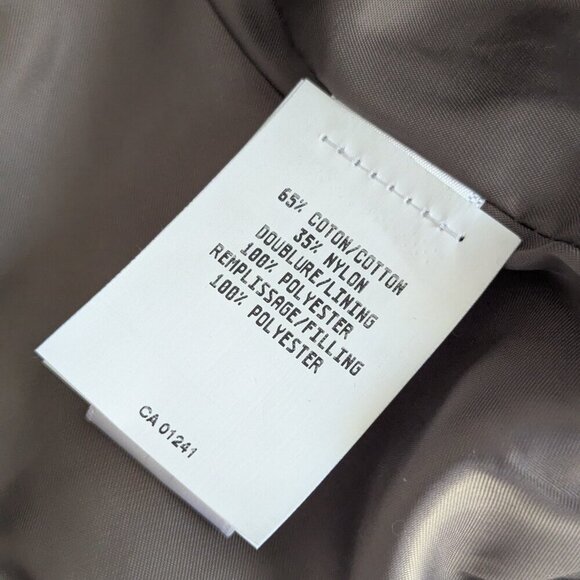 65% COTON/COTTON
35% NYLON
DOUBLURE/LINING
100% POLYESTER
REMPLISSAGE/FILLING
100% POLYESTER
CA 01241